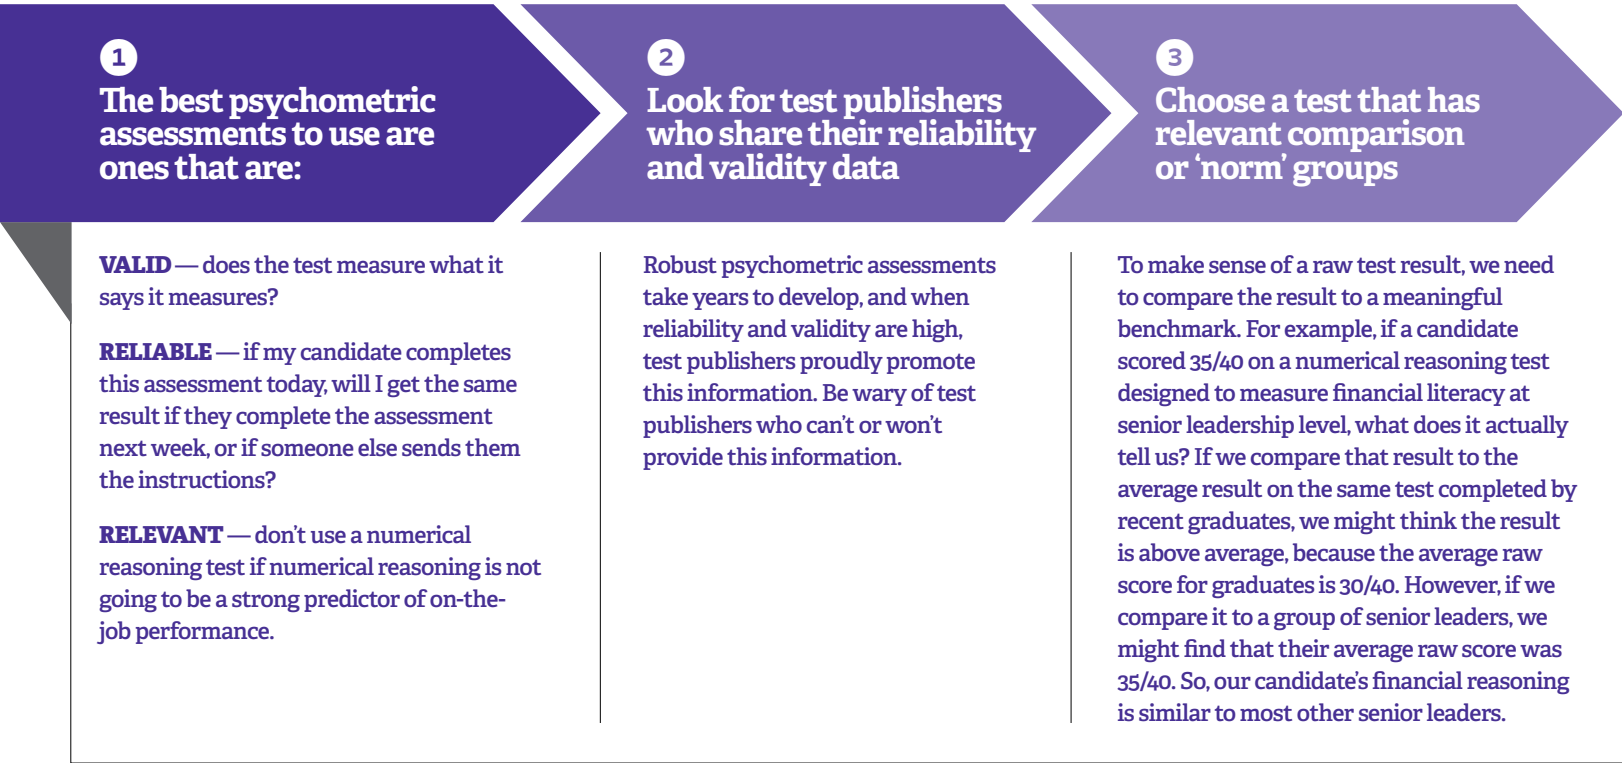 1
The best psychometric
assessments to use are
ones that are:
VALID — does the test measure what it
says it measures?
RELIABLE — if my candidate completes
this assessment today, will I get the same
result if they complete the assessment
next week, or if someone else sends them
the instructions?
RELEVANT — don’t use a numerical
reasoning test if numerical reasoning is not
going to be a strong predictor of on-the-
job performance.
2
Look for test publishers
who share their reliability
and validity data
Robust psychometric assessments
take years to develop, and when
reliability and validity are high,
test publishers proudly promote
this information. Be wary of test
publishers who can’t or won’t
provide this information.
3
Choose a test that has
relevant comparison
or ‘norm’ groups
To make sense of a raw test result, we need
to compare the result to a meaningful
benchmark. For example, if a candidate
scored 35/40 on a numerical reasoning test
designed to measure financial literacy at
senior leadership level, what does it actually
tell us? If we compare that result to the
average result on the same test completed by
recent graduates, we might think the result
is above average, because the average raw
score for graduates is 30/40. However, if we
compare it to a group of senior leaders, we
might find that their average raw score was
35/40. So, our candidate’s financial reasoning
is similar to most other senior leaders.